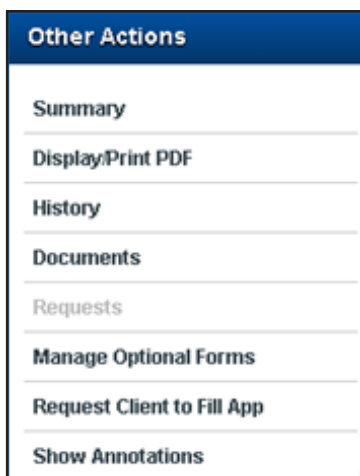 Other Actions
Summary
Display/Print PDF
History
Documents
Requests
Manage Optional Forms
Request Client to Fill App
Show Annotations